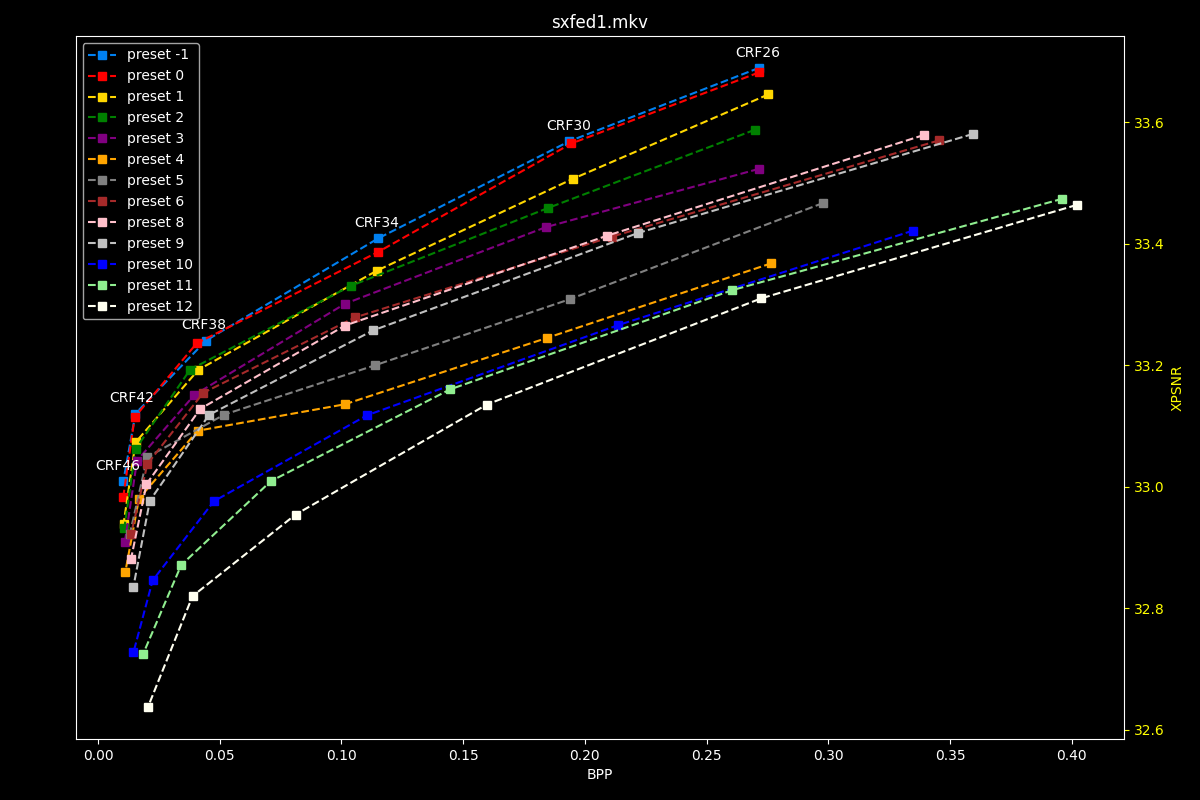 sxfed1.mkv
preset -1
preset 0
preset 1
preset 2
preset 3
preset 4
preset 5
preset 6
preset 8
preset 9
preset 10
preset 11
preset 12
CRF26
CRF30
CRF34
CRF38
CRF42
CRF46
33.6
33.4
33.2
33.0
32.8
32.6
XPSNR
0.00 0.05 0.10 0.15 0.20 0.25 0.30 0.35 0.40
BPP